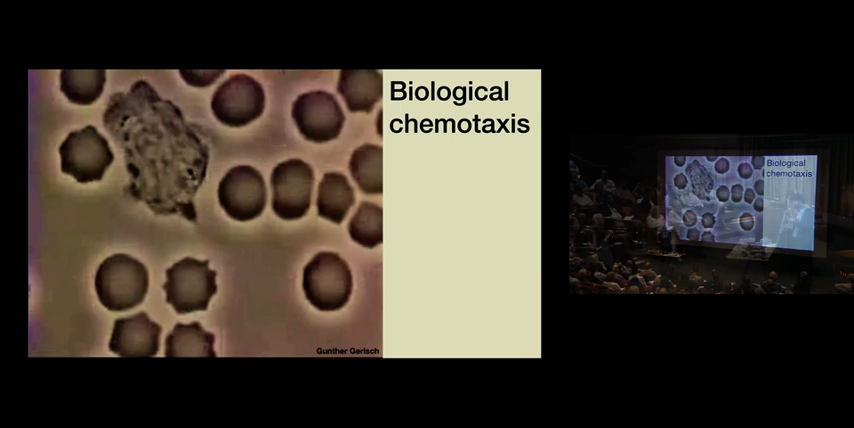 Biological
chemotaxis
Gunther Gerisch
Biological
chemotaxis